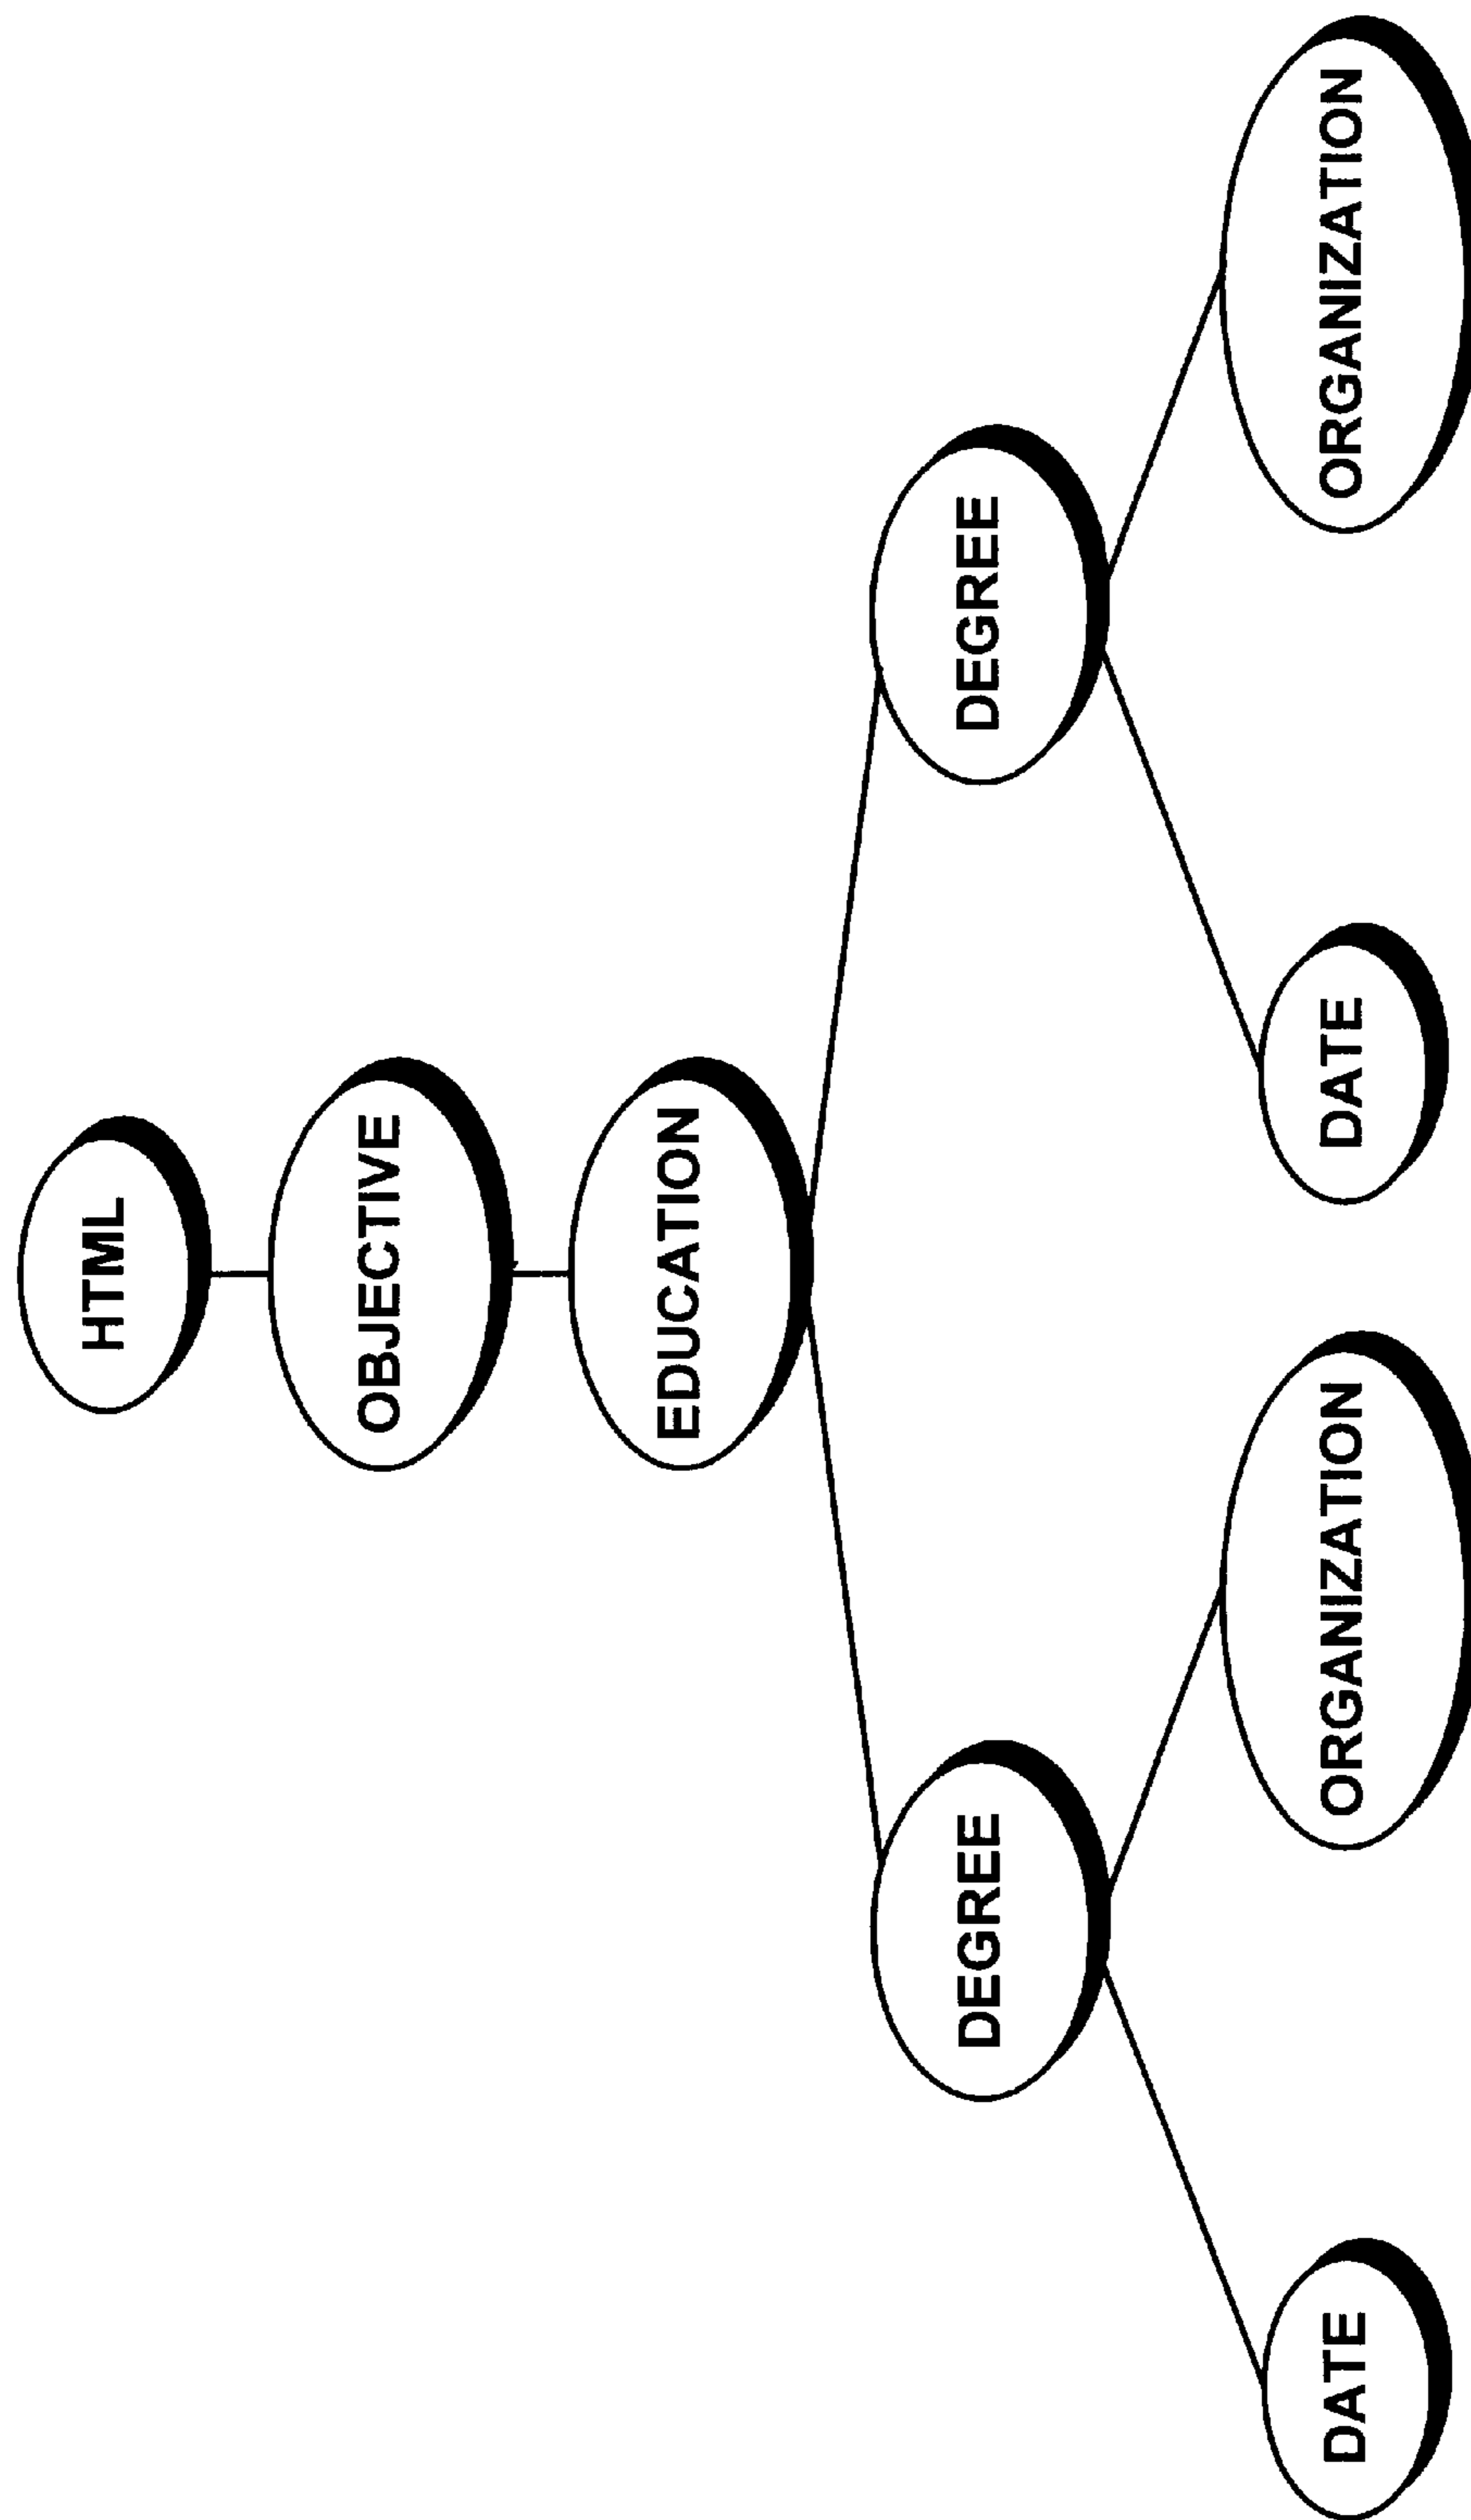 HTML
OBJECTIVE
EDUCATION
DEGREE
DEGREE
DATE
ORGANIZATION
DATE
ORGANIZATION